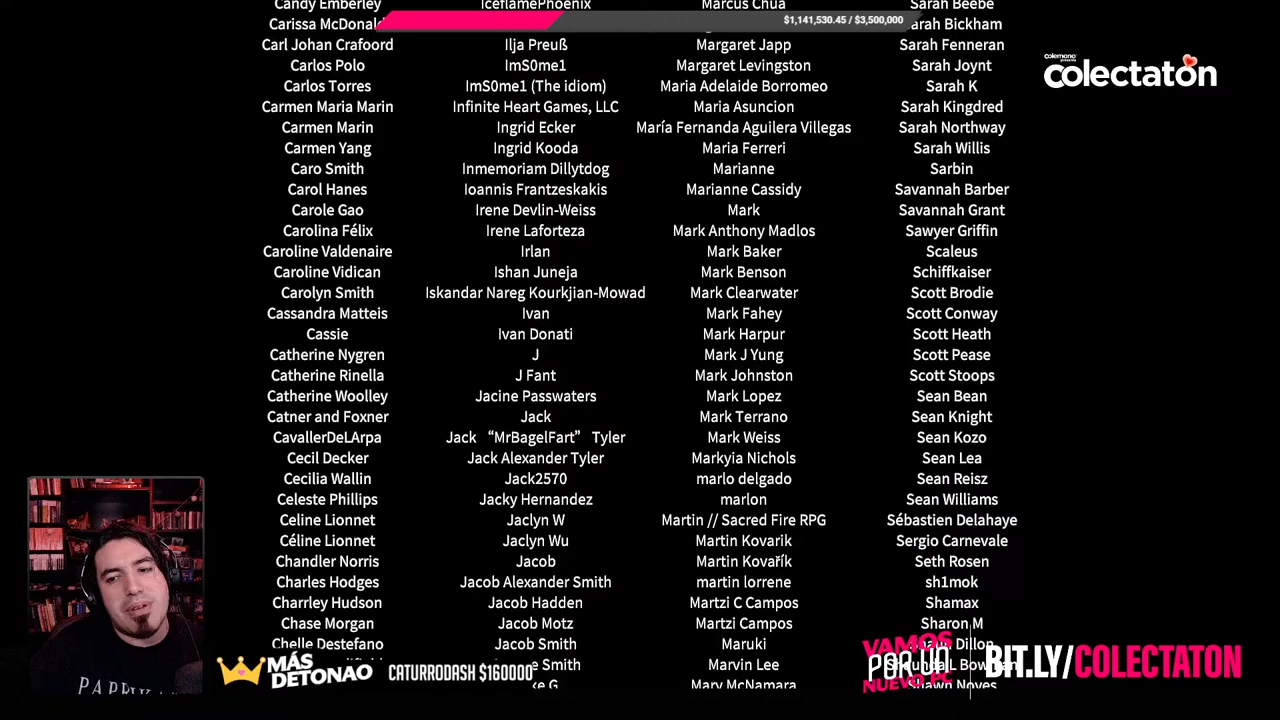 Candy Emberley
IceflamePhoenix
Marcus Chua
Sarah Beebe
$1,141,530.45 / $3,500,000
Carissa McDonald
Sarah Bickham
Carl Johan Crafoord
Ilja Preuß
Margaret Japp
Sarah Fenneran
Carlos Polo
ImS0me1
Margaret Levingston
Sarah Joynt
colemono presenta
colectatón
Carlos Torres
ImS0me1 (The idiom)
Maria Adelaide Borromeo
Sarah K
Carmen Maria Marin
Infinite Heart Games, LLC
Maria Asuncion
Sarah Kingdred
Carmen Marin
Ingrid Ecker
María Fernanda Aguilera Villegas
Sarah Northway
Carmen Yang
Ingrid Kooda
Maria Ferreri
Sarah Willis
Caro Smith
Inmemoriam Dillytdog
Marianne
Sarbin
Carol Hanes
Ioannis Frantzeskakis
Marianne Cassidy
Savannah Barber
Carole Gao
Irene Devlin-Weiss
Mark
Savannah Grant
Carolina Félix
Irene Laforteza
Mark Anthony Madlos
Sawyer Griffin
Caroline Valdenaire
Irlan
Mark Baker
Scaleus
Caroline Vidican
Ishan Juneja
Mark Benson
Schiffkaiser
Carolyn Smith
Iskandar Nareg Kourkjian-Mowad
Mark Clearwater
Scott Brodie
Cassandra Matteis
Ivan
Mark Fahey
Scott Conway
Cassie
Ivan Donati
Mark Harpur
Scott Heath
Catherine Nygren
J
Mark J Yung
Scott Pease
Catherine Rinella
J Fant
Mark Johnston
Scott Stoops
Catherine Woolley
Jacine Passwaters
Mark Lopez
Sean Bean
Catner and Foxner
Jack
Mark Terrano
Sean Knight
CavallerDeLArpa
Jack “MrBagelFart” Tyler
Mark Weiss
Sean Kozo
Cecil Decker
Jack Alexander Tyler
Markyia Nichols
Sean Lea
Cecilia Wallin
Jack2570
marlo delgado
Sean Reisz
Celeste Phillips
Jacky Hernandez
marlon
Sean Williams
Celine Lionnet
Jaclyn W
Martin // Sacred Fire RPG
Sébastien Delahaye
Céline Lionnet
Jaclyn Wu
Martin Kovarik
Sergio Carnevale
Chandler Norris
Jacob
Martin Kovařík
Seth Rosen
Charles Hodges
Jacob Alexander Smith
martin lorrene
sh1mok
Charrley Hudson
Jacob Hadden
Martzi C Campos
Shamax
Chase Morgan
Jacob Motz
Martzi Campos
Sharon M
Chelle Destefano
Jacob Smith
Maruki
Dillon
Smith
Marvin Lee
Mary McNamara
Shawn Noyes
MÁS
DETONAO
CATURRODASH $160000
VAMOS
POR UN
NUEVO PC
BIT.LY/COLECTATON